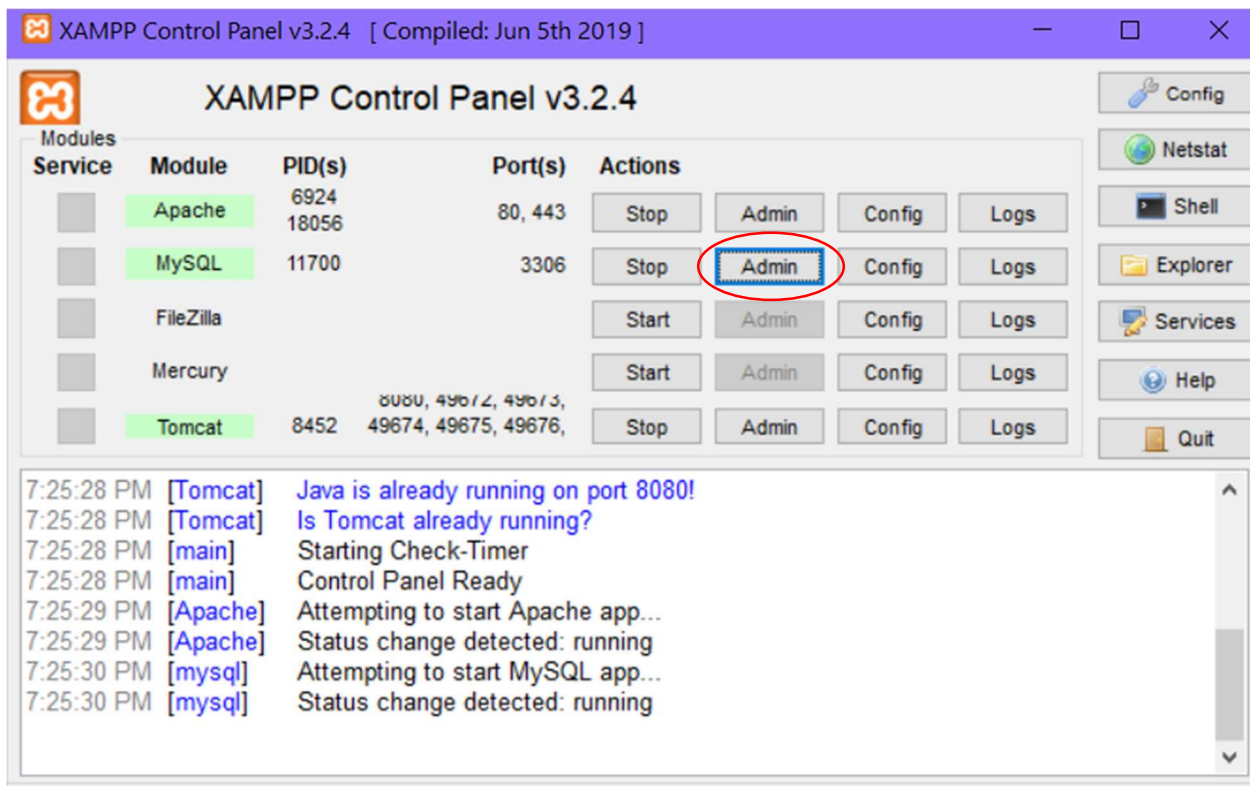 XAMPP Control Panel v3.2.4 [ Compiled: Jun 5th 2019 ]
XAMPP Control Panel v3.2.4
Config
Modules
Netstat
Service Module PID(s) Port(s) Actions
Shell
Apache 6924 18056 80, 443 Stop Admin Config Logs
MySQL 11700 3306 Stop Admin Config Logs
Explorer
FileZilla Start Admin Config Logs
Services
Mercury Start Admin Config Logs
Help
8080, 49672, 49673,
Tomcat 8452 49674, 49675, 49676, Stop Admin Config Logs
Quit
7:25:28 PM [Tomcat] Java is already running on port 8080!
7:25:28 PM [Tomcat] Is Tomcat already running?
7:25:28 PM [main] Starting Check-Timer
7:25:28 PM [main] Control Panel Ready
7:25:29 PM [Apache] Attempting to start Apache app...
7:25:29 PM [Apache] Status change detected: running
7:25:30 PM [mysql] Attempting to start MySQL app...
7:25:30 PM [mysql] Status change detected: running